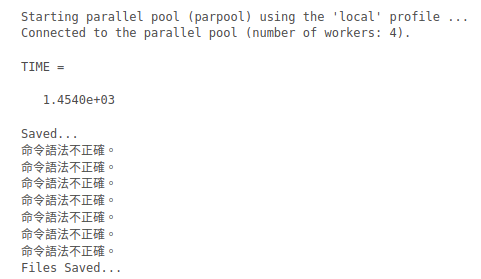 Starting parallel pool (parpool) using the 'local' profile ...
Connected to the parallel pool (number of workers: 4).
TIME =
1.4540e+03
Saved...
命令語法不正確。
命令語法不正確。
命令語法不正確。
命令語法不正確。
命令語法不正確。
命令語法不正確。
命令語法不正確。
Files Saved...